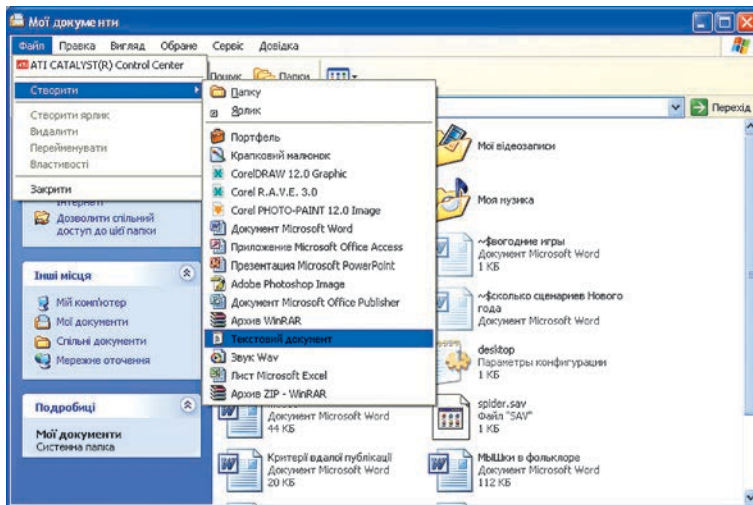 Мої документи
Файл Правка Вигляд Обране Сервіс Довідка
ATI CATALYST(R) Control Center
Створити
Створити ярлик
Видалити
Перейменувати
Властивості
Закрити
Пошук Папки
Перехід
Папку
Ярлик
Портфель
Крапковий малюнок
CorelDRAW 12.0 Graphic
Corel R.A.V.E. 3.0
Corel PHOTO-PAINT 12.0 Image
Документ Microsoft Word
Приложение Microsoft Office Access
Презентация Microsoft PowerPoint
Adobe Photoshop Image
Документ Microsoft Office Publisher
Архив WinRAR
Текстовий документ
Звук Wav
Лист Microsoft Excel
Архив ZIP - WinRAR
Інтернеті
Дозволити спільний
доступ до цієї папки
Інші місця
Мій комп'ютер
Мої документи
Спільні документи
Мережне оточення
Подробиці
Мої документи
Системна папка
Мої відеозаписи
Моя музика
~$вогодние игры
Документ Microsoft Word
1 КБ
~$сколько сценариев Нового
года
Документ Microsoft Word
desktop
Параметры конфигурации
1 КБ
Документ Microsoft Word
44 КБ
spider.sav
Файл "SAV"
1 КБ
Критерії вдалої публікації
Документ Microsoft Word
20 КБ
МЫШки в фольклоре
Документ Microsoft Word
112 КБ